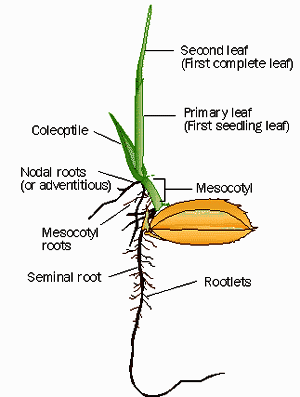 Second leaf
(First complete leaf)
Primary leaf
(First seedling leaf)
Coleoptile
Nodal roots
(or adventitious)
Mesocotyl
Mesocotyl
roots
Seminal root
Rootlets